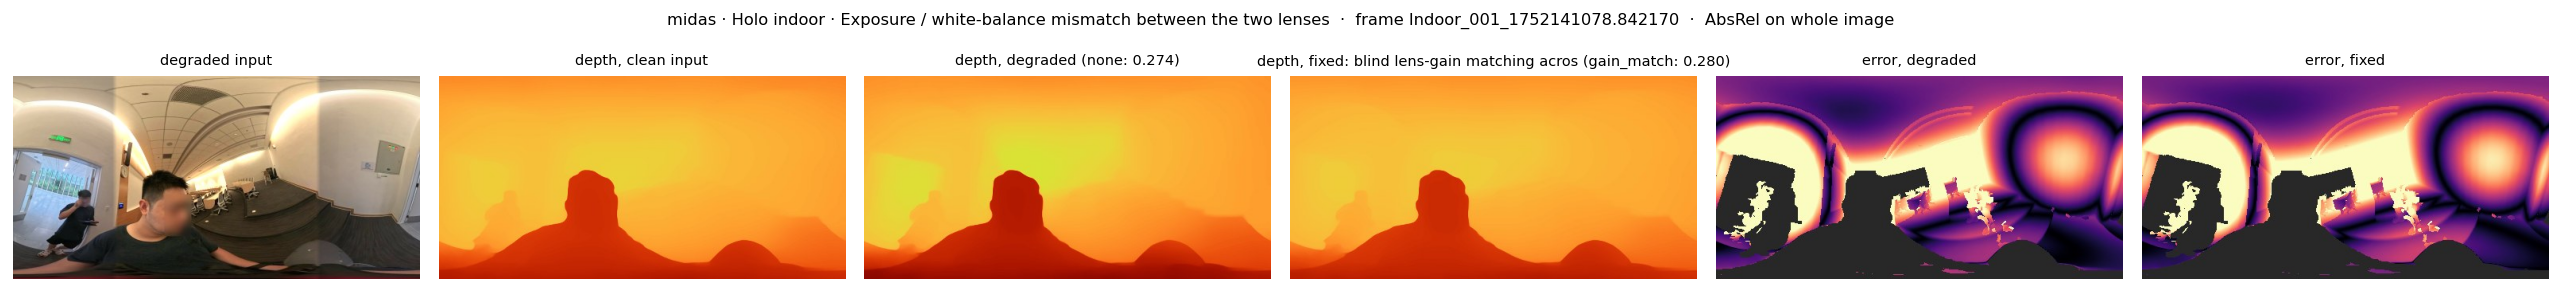 midas · Holo indoor · Exposure / white-balance mismatch between the two lenses · frame Indoor_001_1752141078.842170 · AbsRel on whole image
degraded input
depth, clean input
depth, degraded (none: 0.274)
depth, fixed: blind lens-gain matching acros (gain_match: 0.280)
error, degraded
error, fixed